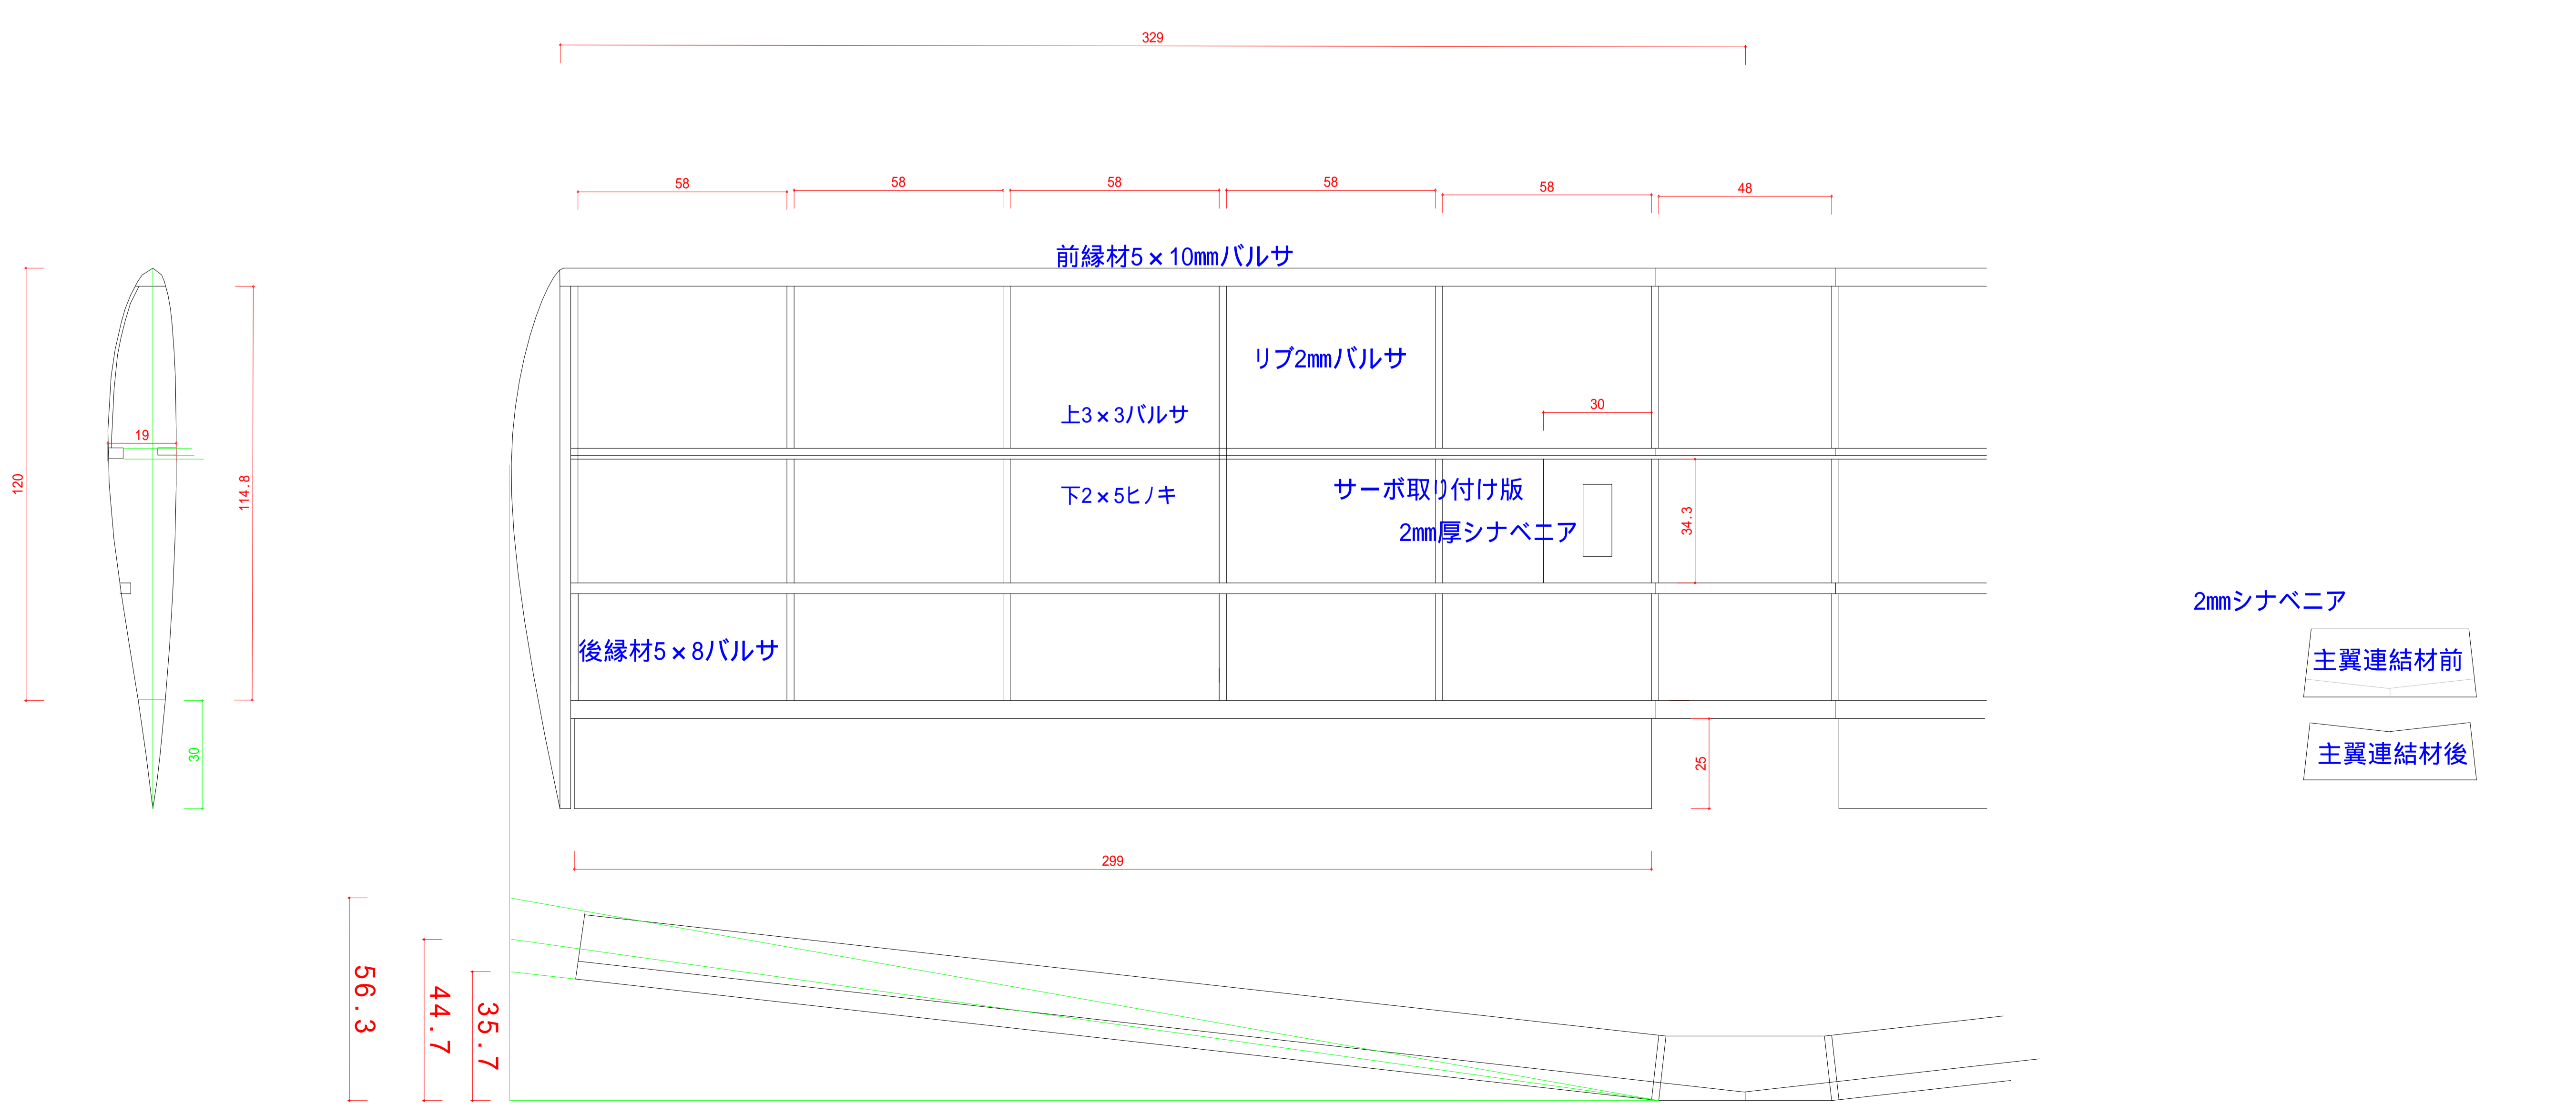 329
58
58
58
58
58
48
前縁材5×10mmバルサ
リブ2mmバルサ
上3×3バルサ
30
19
120
114.8
下2×5ヒノキ
サーボ取り付け版
2mm厚シナベニア
34.3
2mmシナベニア
後縁材5×8バルサ
主翼連結材前
30
25
主翼連結材後
299
56.3
44.7
35.7